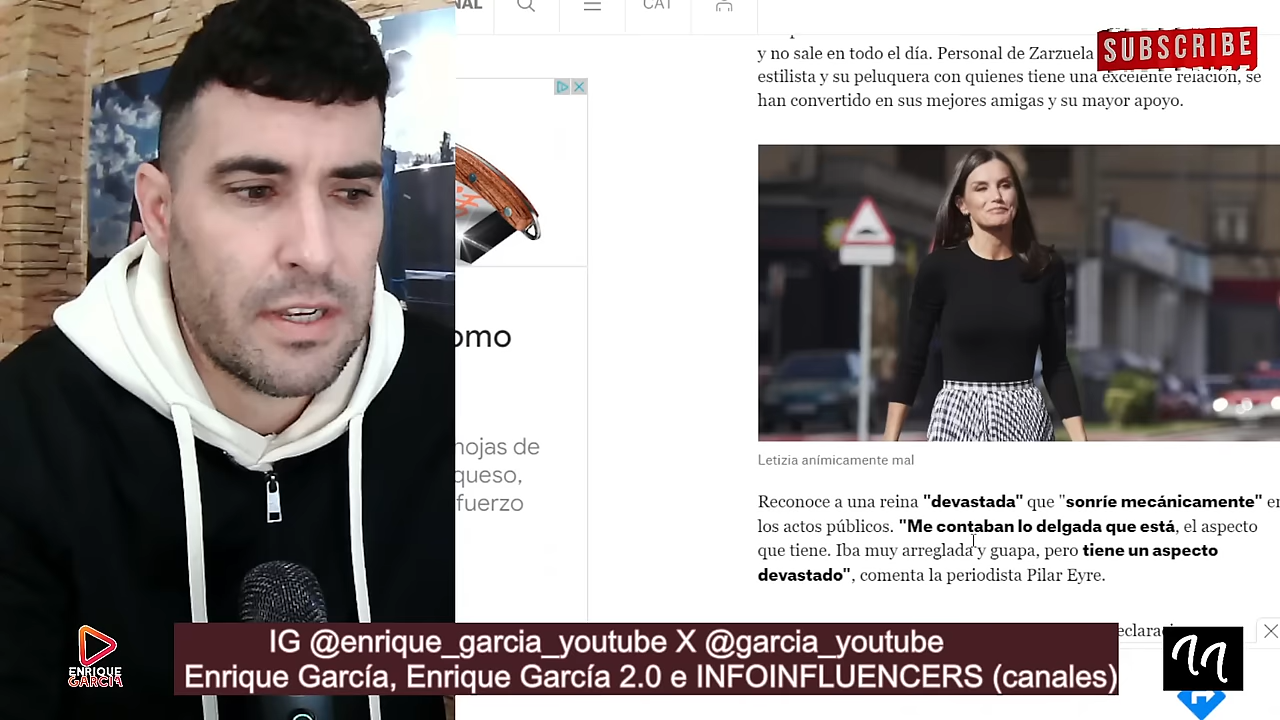 NAL
CAT
SUBSCRIBE
y no sale en todo el día. Personal de Zarzuela
estilista y su peluquera con quienes tiene una excelente relación, se
han convertido en sus mejores amigas y su mayor apoyo.
omo
hojas de
queso,
fuerzo
Letizia anímicamente mal
Reconoce a una reina "devastada" que "sonríe mecánicamente" en
los actos públicos. "Me contaban lo delgada que está, el aspecto
que tiene. Iba muy arreglada y guapa, pero tiene un aspecto
devastado", comenta la periodista Pilar Eyre.
eclarac
ENRIQUE
GARCÍA
IG @enrique_garcia_youtube X @garcia_youtube
Enrique García, Enrique García 2.0 e INFOINFLUENCERS (canales)